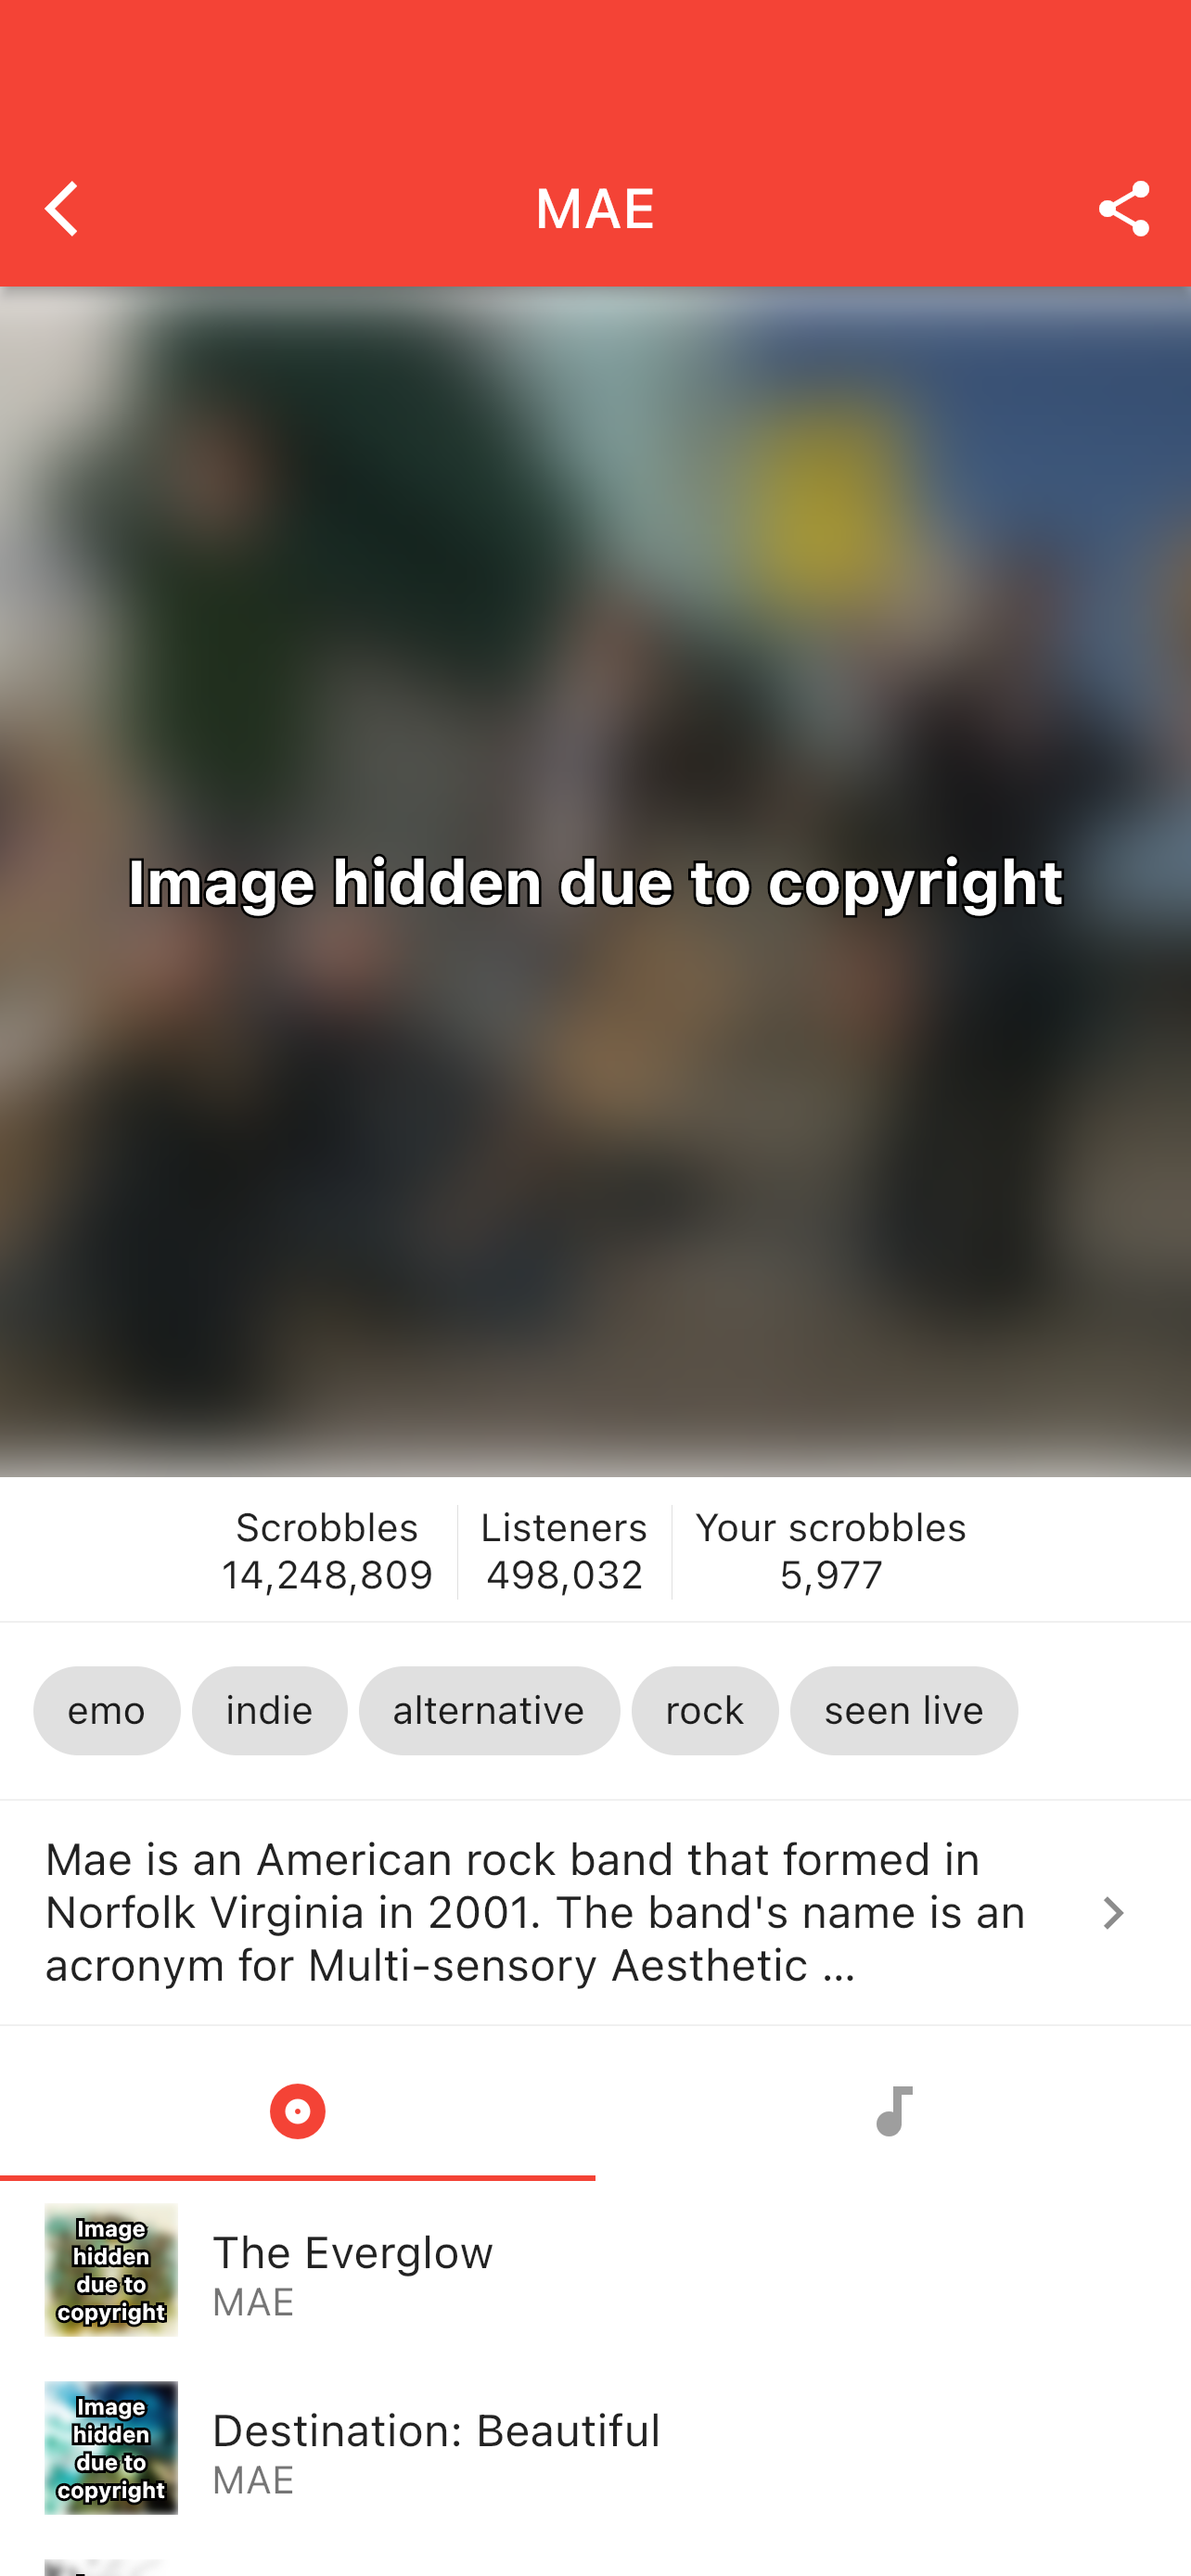 MAE
Image hidden due to copyright
Scrobbles
14,248,809
Listeners
498,032
Your scrobbles
5,977
emo
indie
alternative
rock
seen live
Mae is an American rock band that formed in
Norfolk Virginia in 2001. The band's name is an
acronym for Multi-sensory Aesthetic ...
Image
hidden
due to
copyright
The Everglow
MAE
Image
hidden
due to
copyright
Destination: Beautiful
MAE